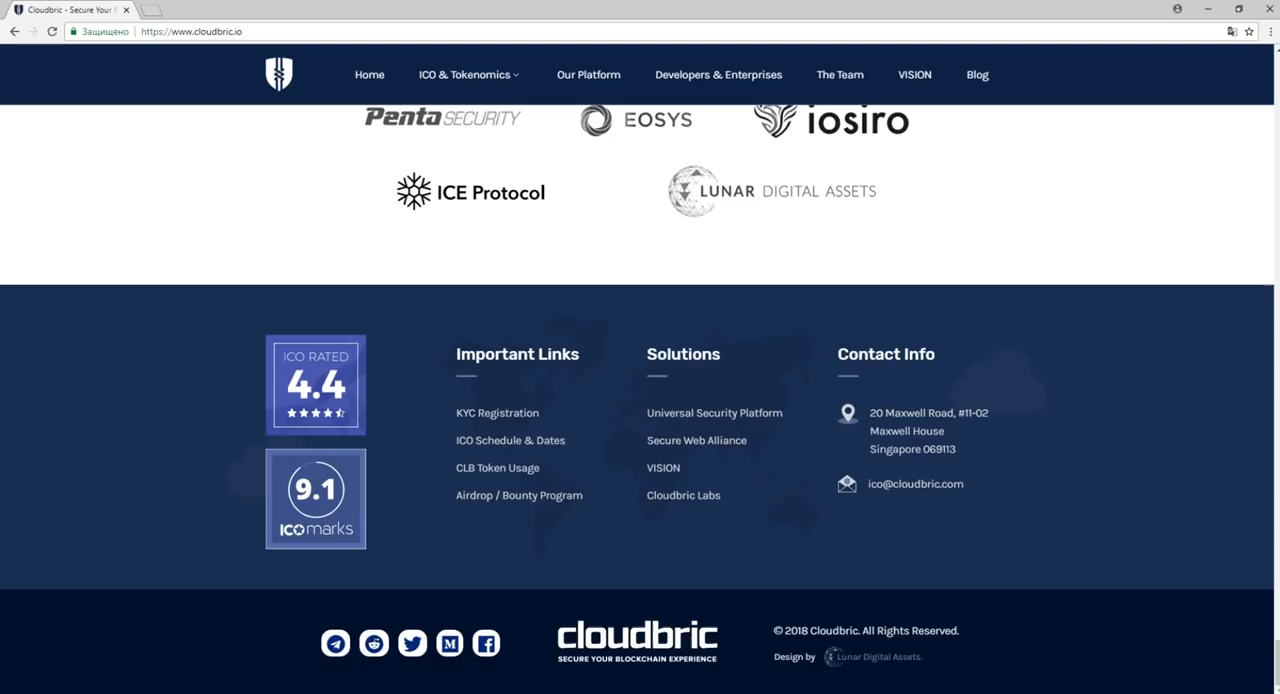 Cloudbric - Secure Your
Защищено
https://www.cloudbric.io
Home
ICO & Tokenomics
Our Platform
Developers & Enterprises
The Team
VISION
Blog
Penta SECURITY
EOSYS
iosiro
ICE Protocol
LUNAR DIGITAL ASSETS
ICO RATED
4.4
9.1
ICOmarks
Important Links
KYC Registration
ICO Schedule & Dates
CLB Token Usage
Airdrop / Bounty Program
Solutions
Universal Security Platform
Secure Web Alliance
VISION
Cloudbric Labs
Contact Info
20 Maxwell Road, #11-02
Maxwell House
Singapore 069113
ico@cloudbric.com
cloudbric
SECURE YOUR BLOCKCHAIN EXPERIENCE
© 2018 Cloudbric. All Rights Reserved.
Design by Lunar Digital Assets.